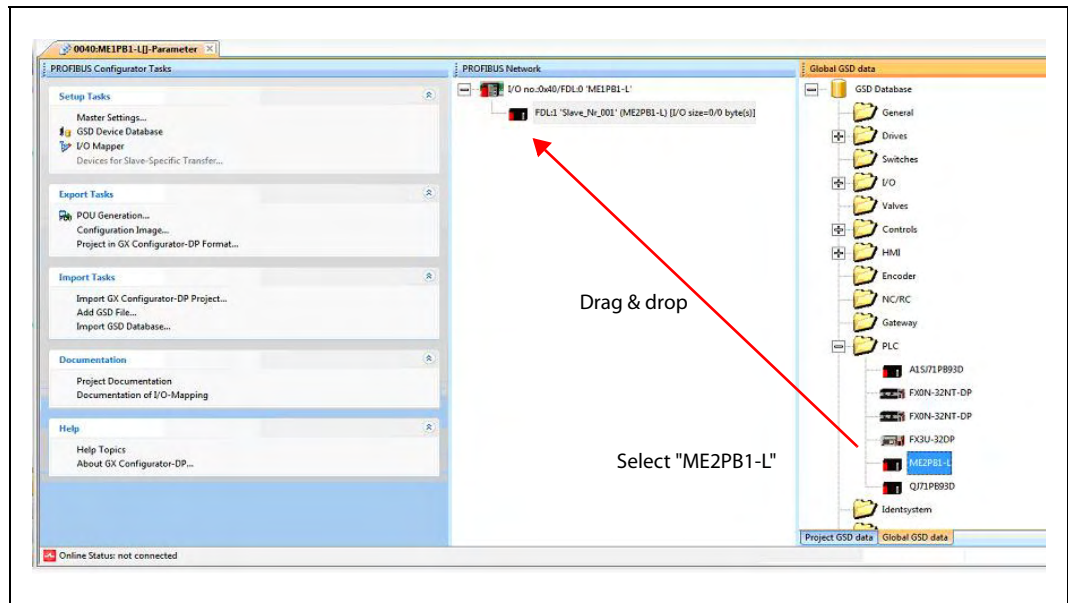 0040:ME1PB1-L[]-Parameter
PROFIBUS Configurator Tasks
Setup Tasks
Master Settings...
GSD Device Database
I/O Mapper
Devices for Slave-Specific Transfer...
Export Tasks
POU Generation...
Configuration Image...
Project in GX Configurator-DP Format...
Import Tasks
Import GX Configurator-DP Project...
Add GSD File...
Import GSD Database...
Documentation
Project Documentation
Documentation of I/O-Mapping
Help
Help Topics
About GX Configurator-DP...
PROFIBUS Network
I/O no.:0x40/FDL:0 'ME1PB1-L'
FDL:1 'Slave_Nr_001' (ME2PB1-L) [I/O size=0/0 byte(s)]
Drag & drop
Select "ME2PB1-L"
Global GSD data
GSD Database
General
Drives
Switches
I/O
Valves
Controls
HMI
Encoder
NC/RC
Gateway
PLC
A1SJ71PB93D
FX0N-32NT-DP
FX0N-32NT-DP
FX3U-32DP
ME2PB1-L
QJ71PB93D
Identsystem
Project GSD data
Global GSD data
Online Status: not connected